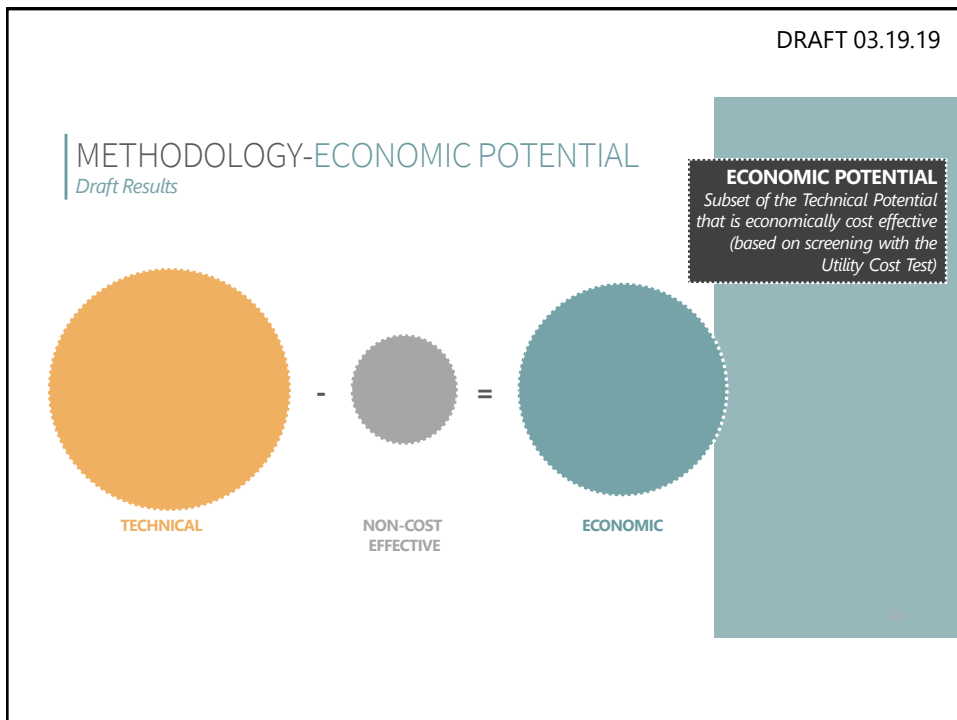 DRAFT 03.19.19
METHODOLOGY-ECONOMIC POTENTIAL
Draft Results
ECONOMIC POTENTIAL
Subset of the Technical Potential
that is economically cost effective
(based on screening with the
Utility Cost Test)
-
=
TECHNICAL
NON-COST
EFFECTIVE
ECONOMIC